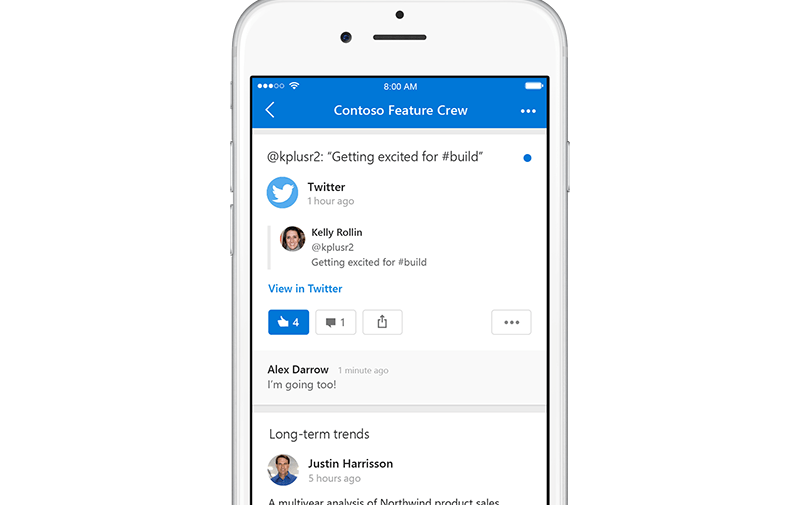 8:00 AM
Contoso Feature Crew
@kplusr2: “Getting excited for #build”
Twitter
1 hour ago
Kelly Rollin
@kplusr2
Getting excited for #build
View in Twitter
4 1
Alex Darrow 1 minute ago
I'm going too!
Long-term trends
Justin Harrisson
5 hours ago
A multivear analysis of Northwind product sales